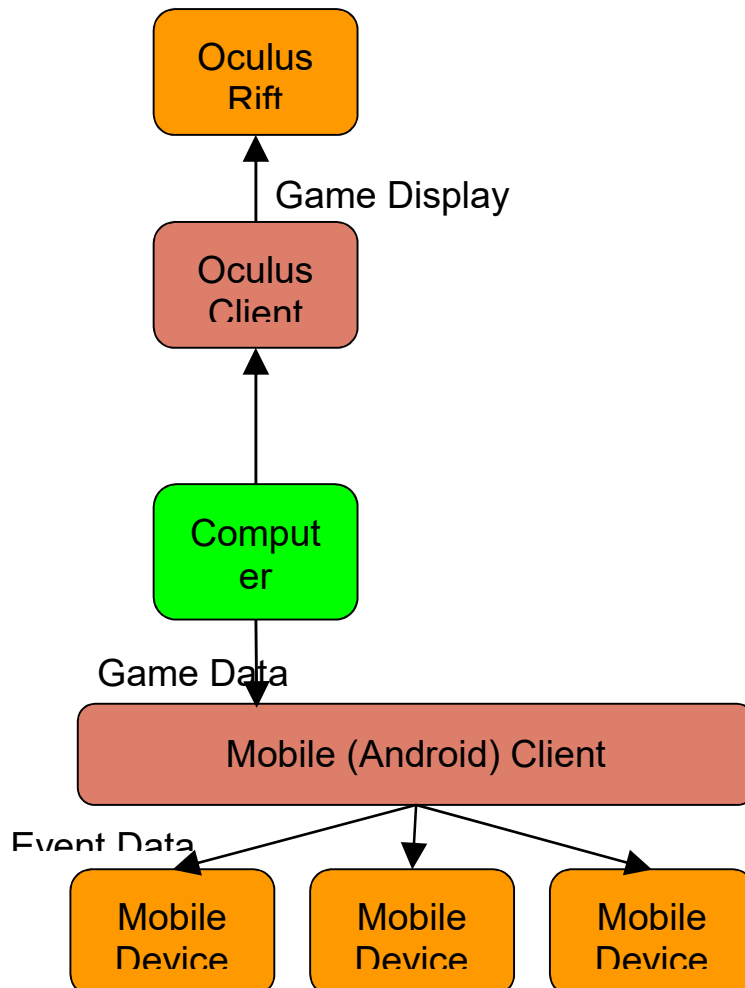 Oculus
Rift
Game Display
Oculus
Client
Comput
er
Game Data
Mobile (Android) Client
Event Data
Mobile
Device
Mobile
Device
Mobile
Device